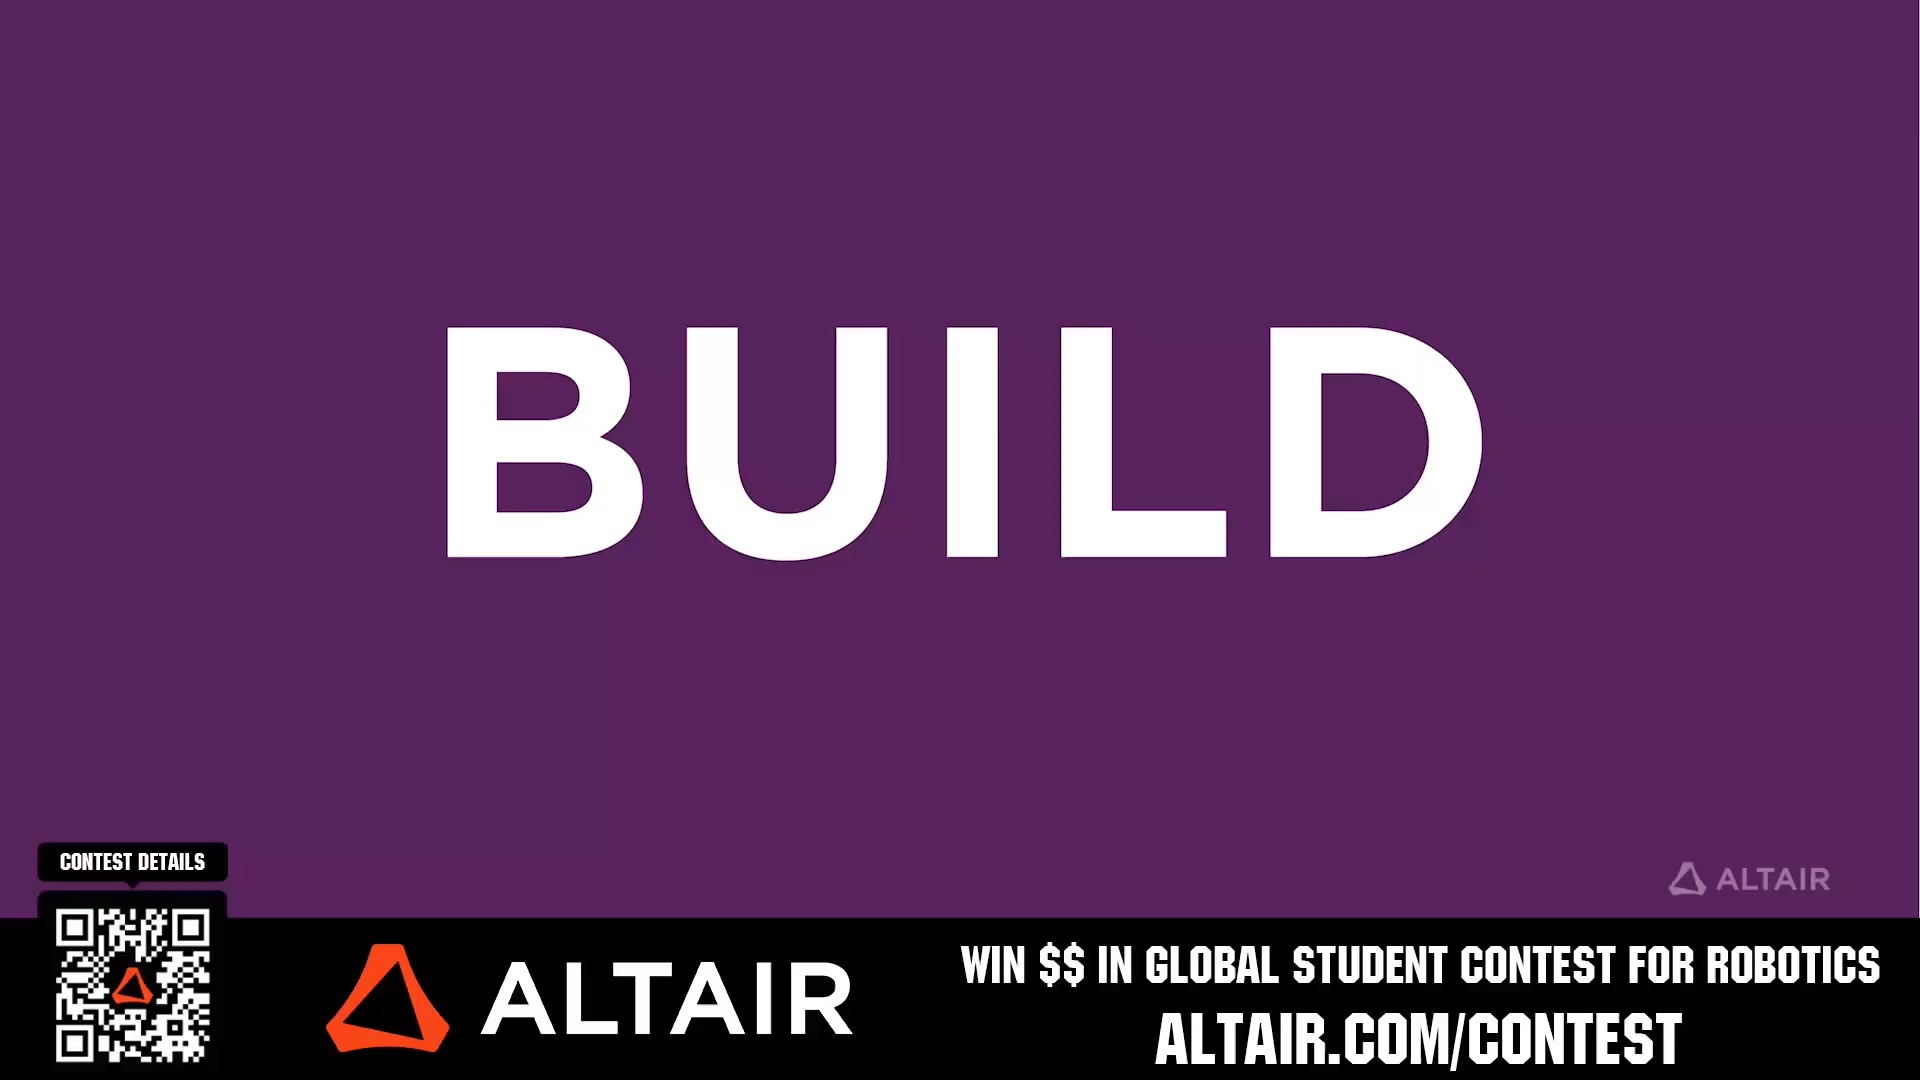 BUILD
CONTEST DETAILS
ALTAIR
ALTAIR
WIN $$ IN GLOBAL STUDENT CONTEST FOR ROBOTICS
ALTAIR.COM/CONTEST